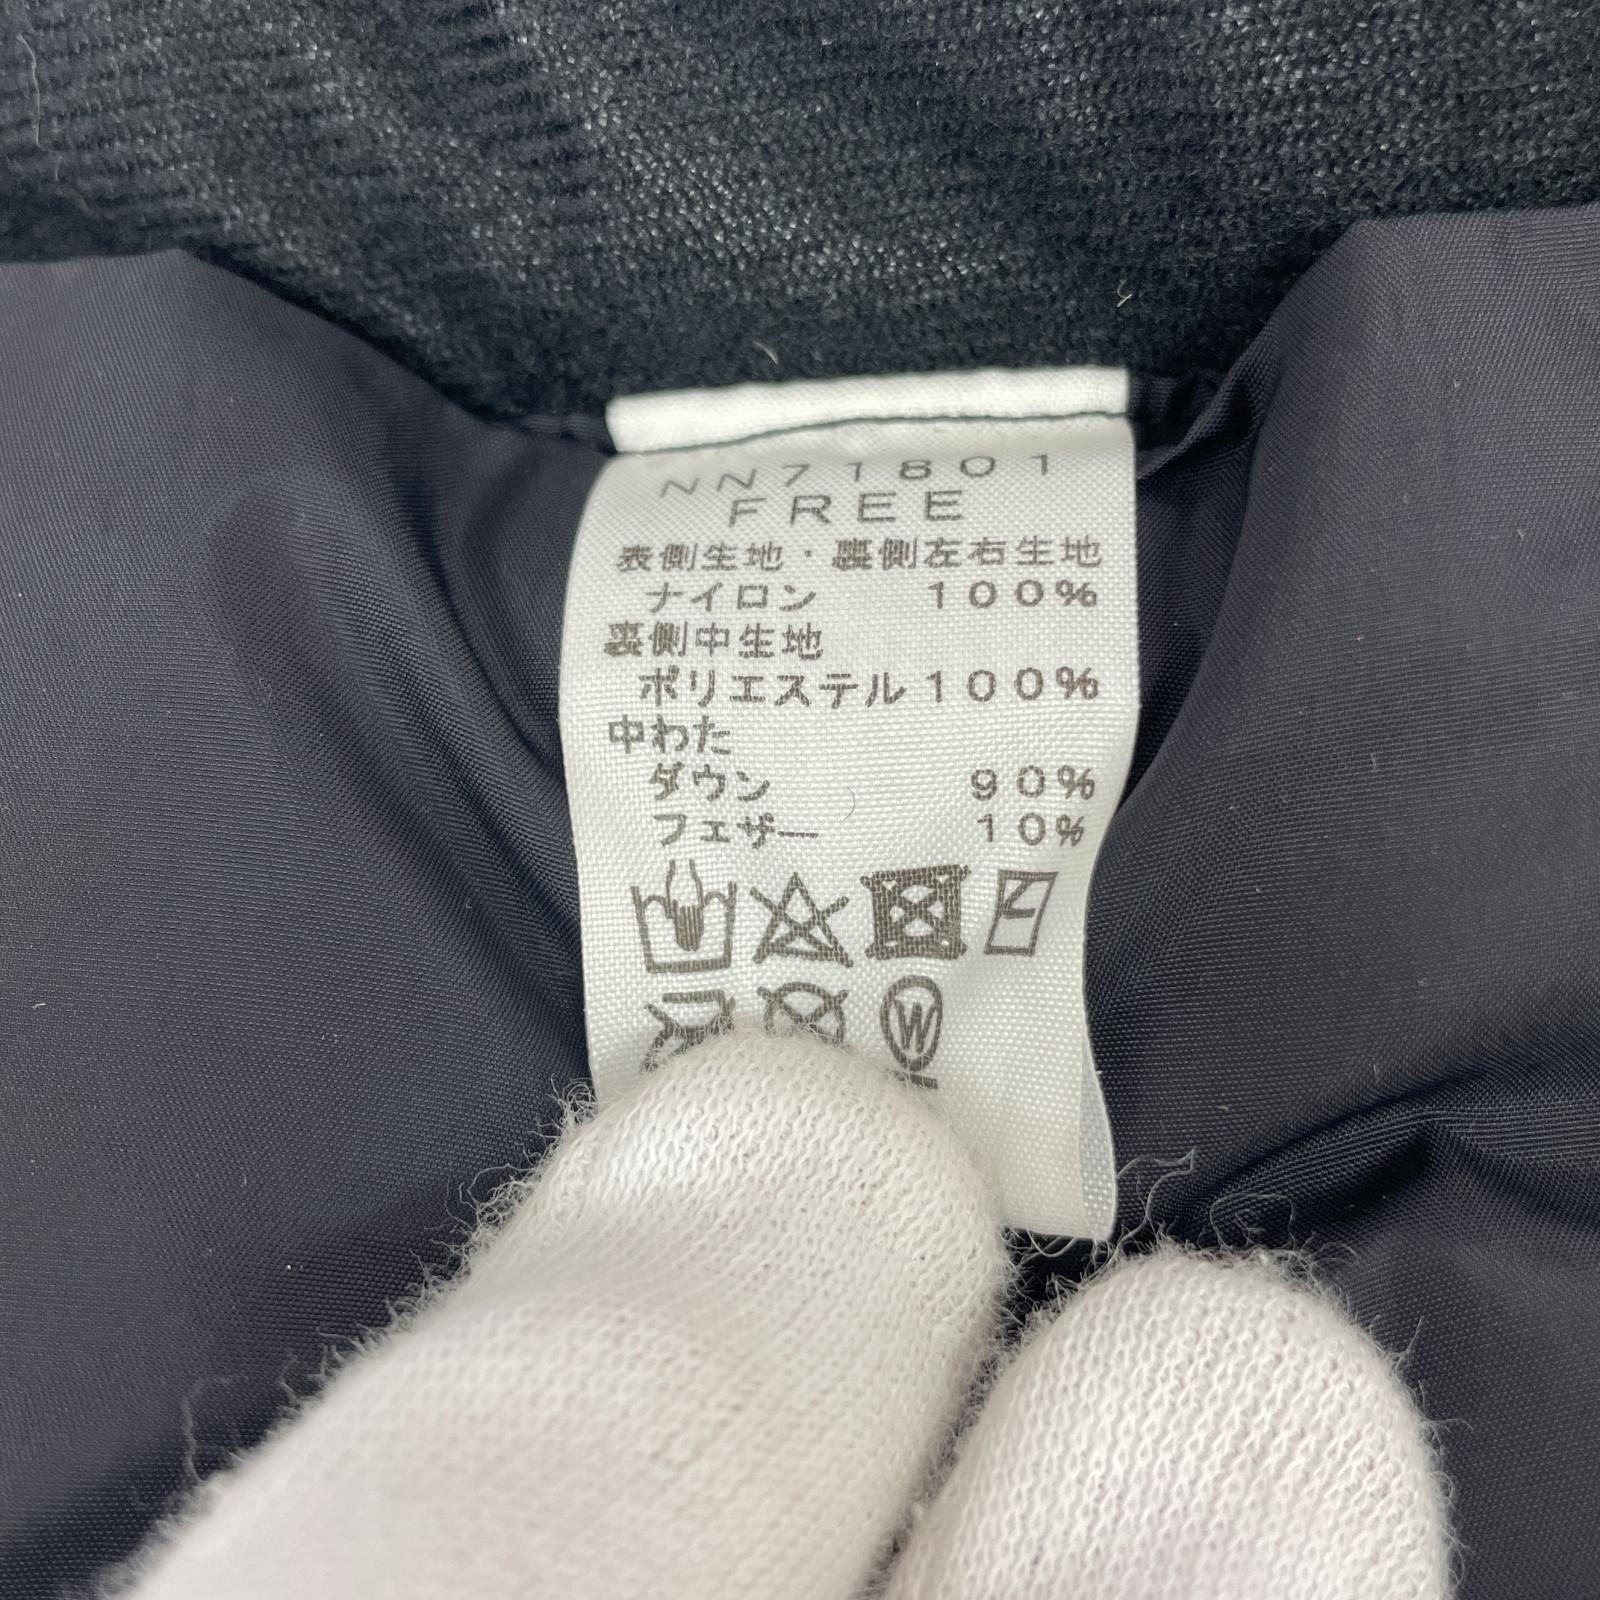 NN71801
FREE
表側生地・裏側左右生地
ナイロン 100%
裏側中生地
ポリエステル100%
中わた
ダウン 90%
フェザー 10%
W